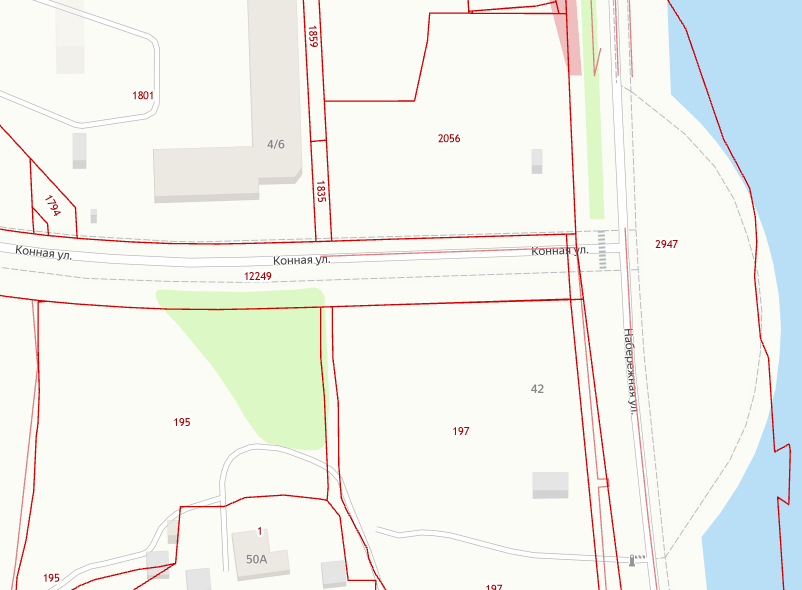 1859
1801
2056
4/6
1835
1794
2947
Конная ул.
Конная ул.
Конная ул.
12249
Набережная ул.
42
195
197
1
50А
195
197